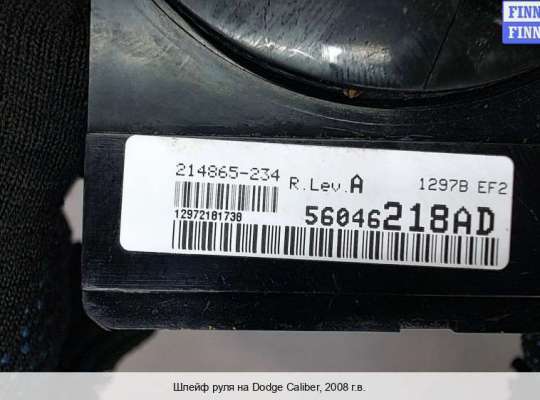 FINN
FINN
214865-234 R.Lev.A 1297B EF2
12972181738 56046218AD
Шлейф руля на Dodge Caliber, 2008 г.в.